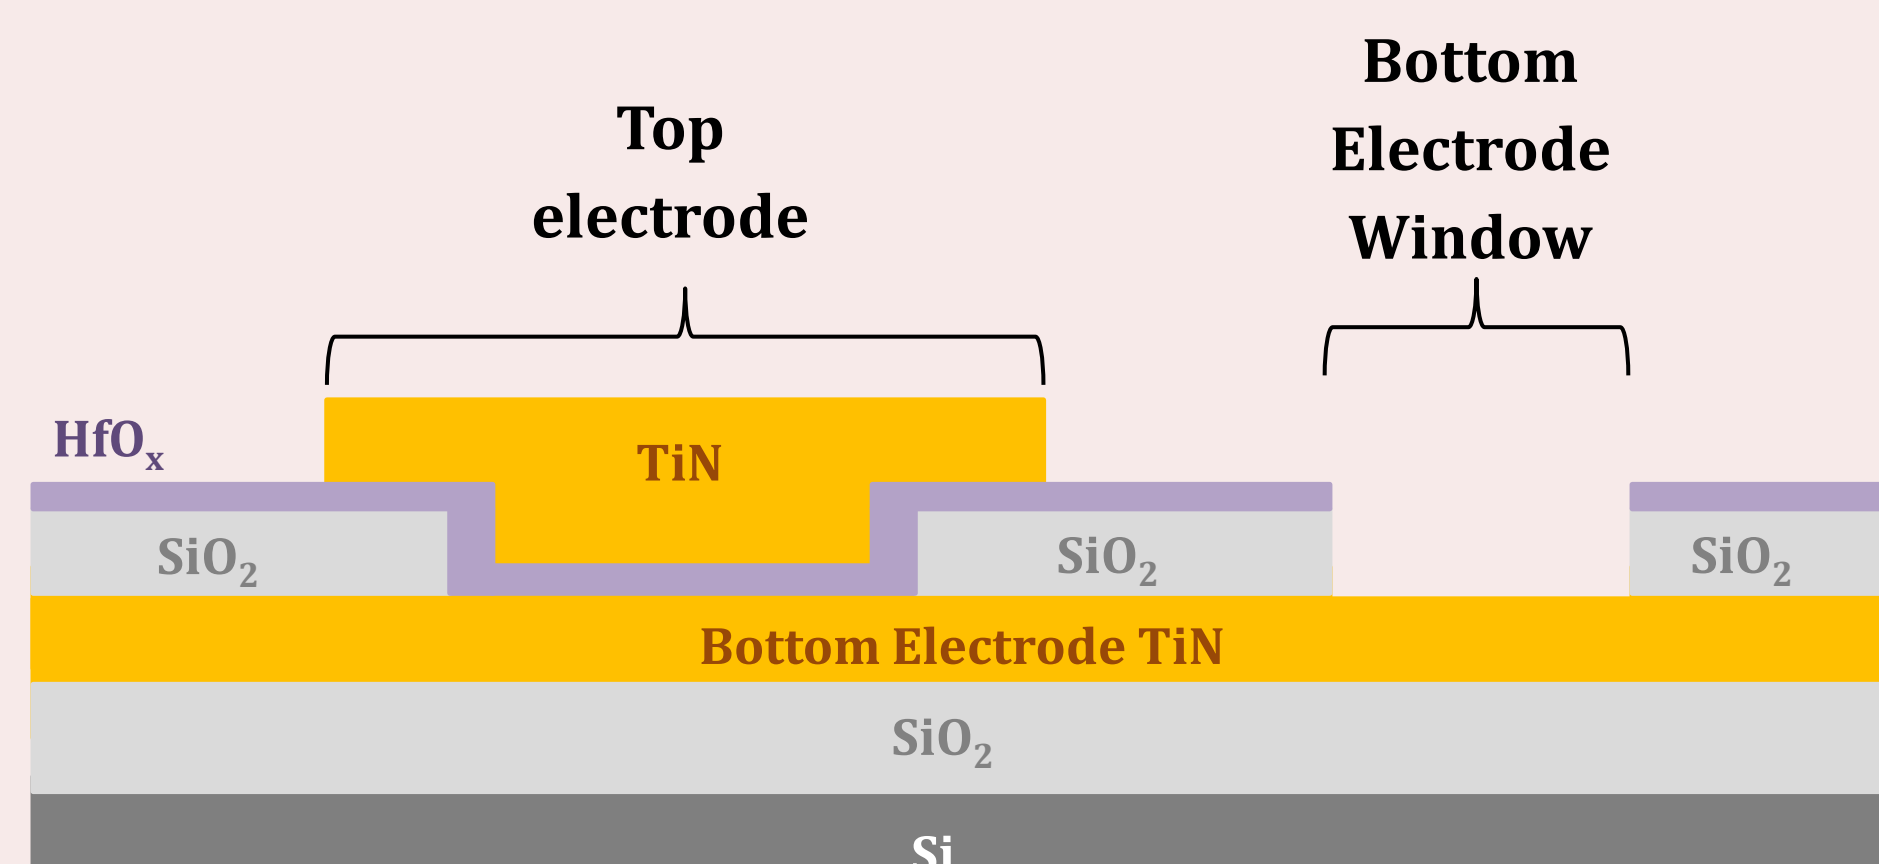 Bottom
Electrode
Window
Top
electrode
HfOₓ
TiN
SiO₂
SiO₂
SiO₂
Bottom Electrode TiN
SiO₂
Si